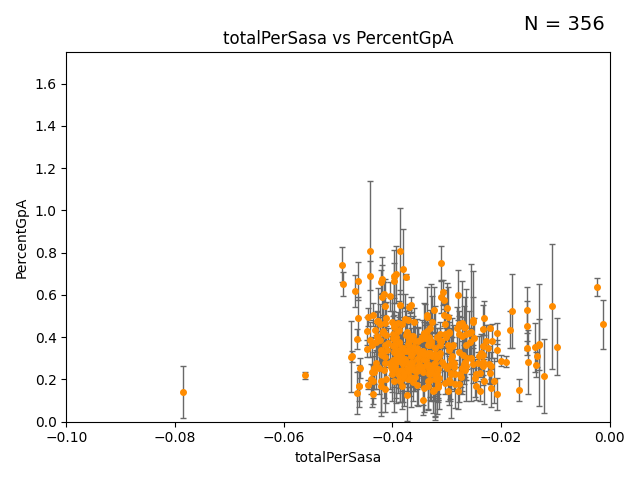 N = 356
totalPerSasa vs PercentGpA
PercentGpA
1.6
1.4
1.2
1.0
0.8
0.6
0.4
0.2
0.0
−0.10 −0.08 −0.06 −0.04 −0.02 0.00
totalPerSasa